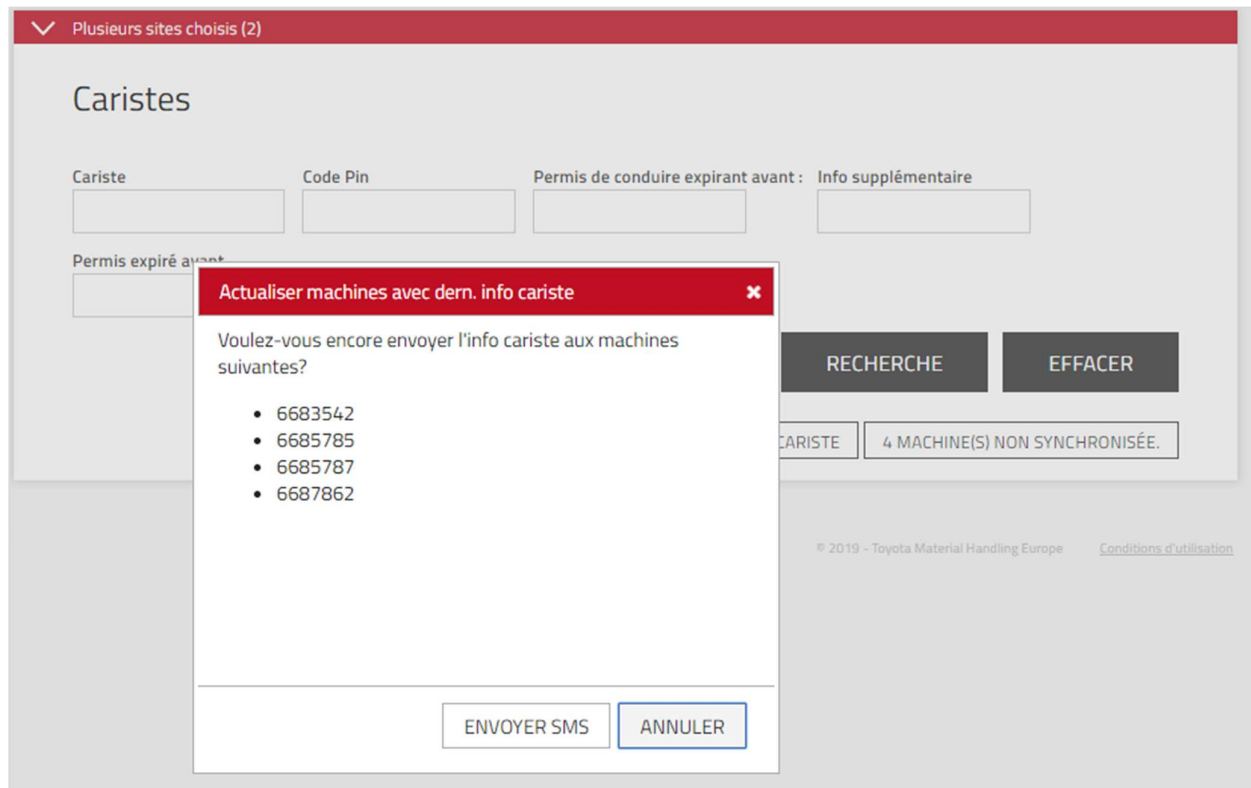 Plusieurs sites choisis (2)
Caristes
Cariste Code Pin Permis de conduire expirant avant : Info supplémentaire
Permis expiré avant
Actualiser machines avec dern. info cariste
Voulez-vous encore envoyer l'info cariste aux machines
suivantes?
• 6683542
• 6685785
• 6685787
• 6687862
RECHERCHE EFFACER
CARISTE 4 MACHINE(S) NON SYNCHRONISÉE.
© 2019 - Toyota Material Handling Europe Conditions d'utilisation
ENVOYER SMS ANNULER